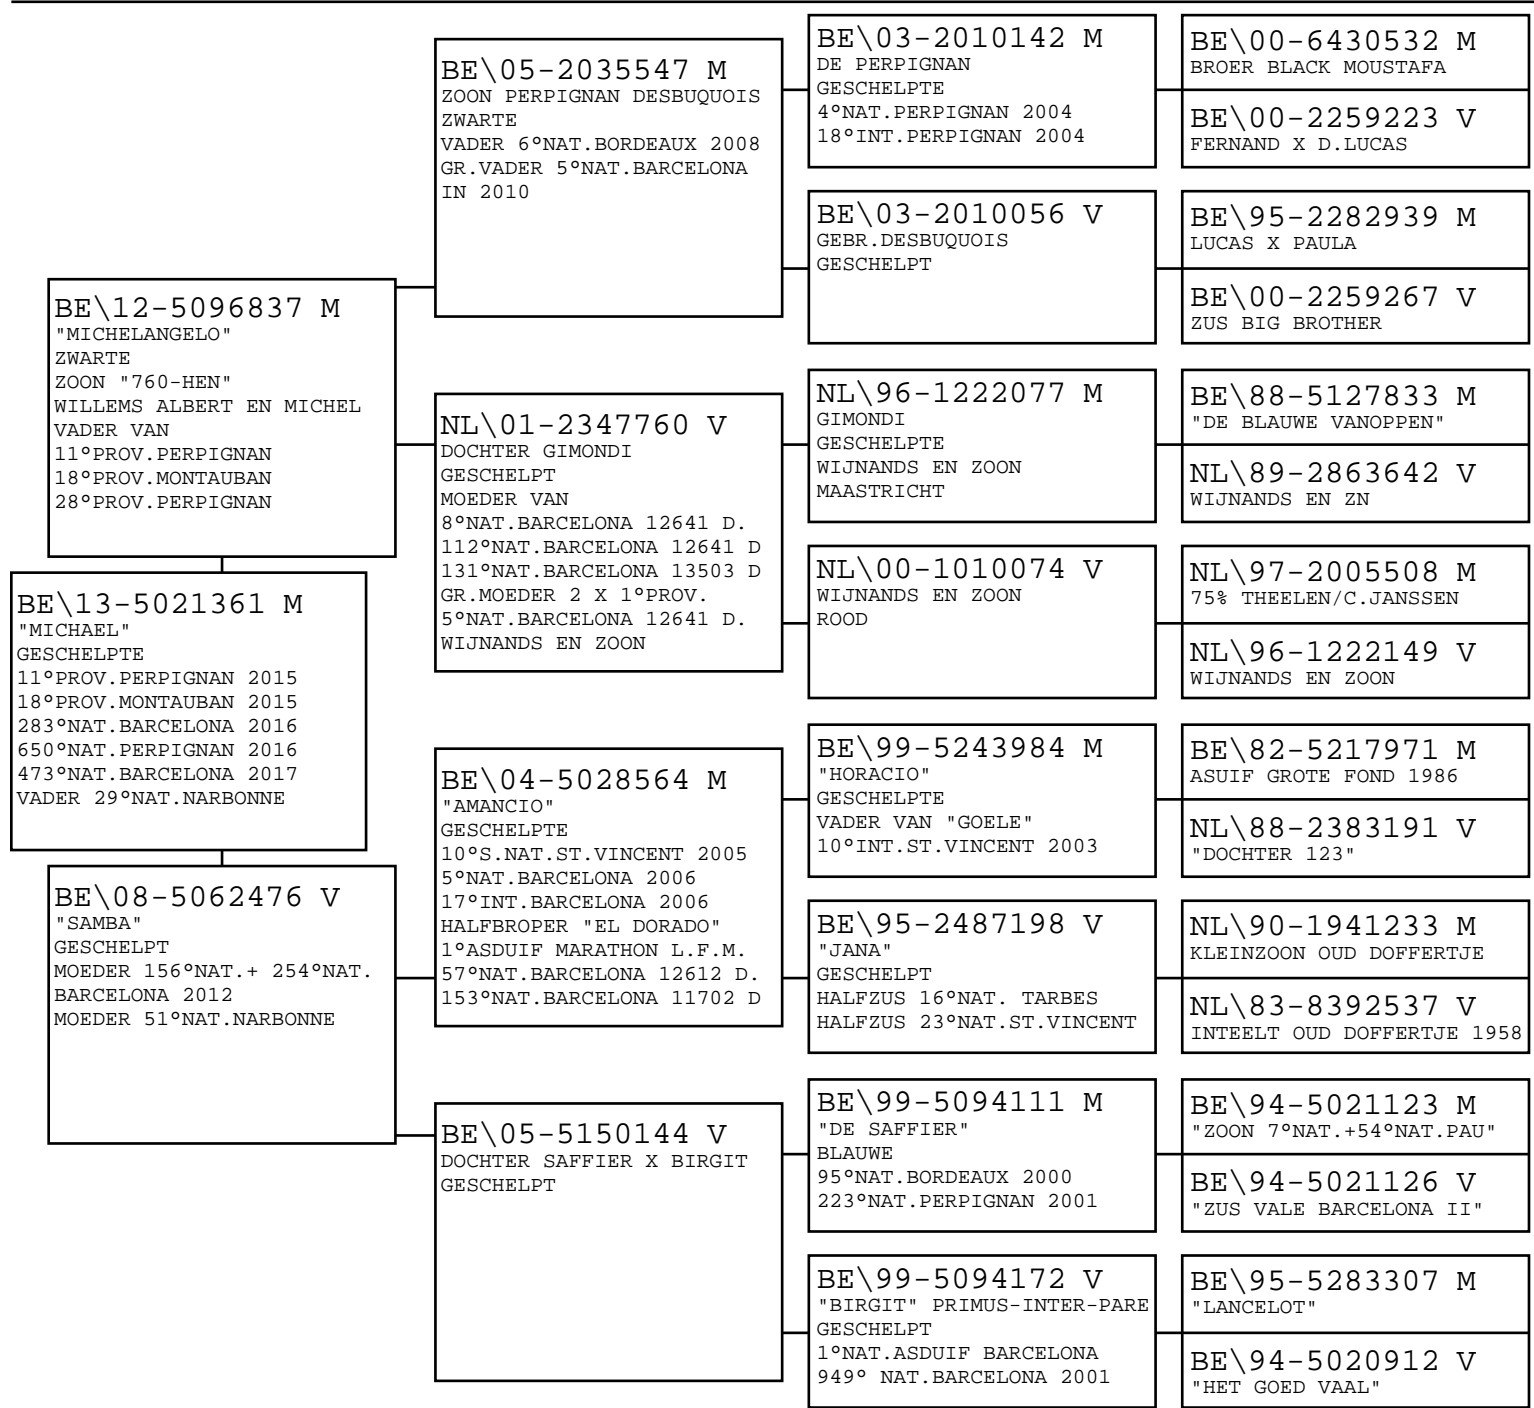 BE\13-5021361 M
"MICHAEL"
GESCHELPTE
11°PROV.PERPIGNAN 2015
18°PROV.MONTAUBAN 2015
283°NAT.BARCELONA 2016
650°NAT.PERPIGNAN 2016
473°NAT.BARCELONA 2017
VADER 29°NAT.NARBONNE
BE\12-5096837 M
"MICHELANGELO"
ZWARTE
ZOON "760-HEN"
WILLEMS ALBERT EN MICHEL
VADER VAN
11°PROV.PERPIGNAN
18°PROV.MONTAUBAN
28°PROV.PERPIGNAN
BE\08-5062476 V
"SAMBA"
GESCHELPT
MOEDER 156°NAT.+ 254°NAT.
BARCELONA 2012
MOEDER 51°NAT.NARBONNE
BE\05-2035547 M
ZOON PERPIGNAN DESBUQUOIS
ZWARTE
VADER 6°NAT.BORDEAUX 2008
GR.VADER 5°NAT.BARCELONA
IN 2010
NL\01-2347760 V
DOCHTER GIMONDI
GESCHELPT
MOEDER VAN
8°NAT.BARCELONA 12641 D.
112°NAT.BARCELONA 12641 D
131°NAT.BARCELONA 13503 D
GR.MOEDER 2 X 1°PROV.
5°NAT.BARCELONA 12641 D.
WIJNANDS EN ZOON
BE\04-5028564 M
"AMANCIO"
GESCHELPTE
10°S.NAT.ST.VINCENT 2005
5°NAT.BARCELONA 2006
17°INT.BARCELONA 2006
HALFBROPER "EL DORADO"
1°ASDUIF MARATHON L.F.M.
57°NAT.BARCELONA 12612 D.
153°NAT.BARCELONA 11702 D
BE\05-5150144 V
DOCHTER SAFFIER X BIRGIT
GESCHELPT
BE\03-2010142 M
DE PERPIGNAN
GESCHELPTE
4°NAT.PERPIGNAN 2004
18°INT.PERPIGNAN 2004
BE\03-2010056 V
GEBR.DESBUQUOIS
GESCHELPT
NL\96-1222077 M
GIMONDI
GESCHELPTE
WIJNANDS EN ZOON
MAASTRICHT
NL\00-1010074 V
WIJNANDS EN ZOON
ROOD
BE\99-5243984 M
"HORACIO"
GESCHELPTE
VADER VAN "GOELE"
10°INT.ST.VINCENT 2003
BE\95-2487198 V
"JANA"
GESCHELPT
HALFZUS 16°NAT. TARBES
HALFZUS 23°NAT.ST.VINCENT
BE\99-5094111 M
"DE SAFFIER"
BLAUWE
95°NAT.BORDEAUX 2000
223°NAT.PERPIGNAN 2001
BE\99-5094172 V
"BIRGIT" PRIMUS-INTER-PARE
GESCHELPT
1°NAT.ASDUIF BARCELONA
949° NAT.BARCELONA 2001
BE\00-6430532 M
BROER BLACK MOUSTAFA
BE\00-2259223 V
FERNAND X D.LUCAS
BE\95-2282939 M
LUCAS X PAULA
BE\00-2259267 V
ZUS BIG BROTHER
BE\88-5127833 M
"DE BLAUWE VANOPPEN"
NL\89-2863642 V
WIJNANDS EN ZN
NL\97-2005508 M
75% THEELEN/C.JANSSEN
NL\96-1222149 V
WIJNANDS EN ZOON
BE\82-5217971 M
ASUIF GROTE FOND 1986
NL\88-2383191 V
"DOCHTER 123"
NL\90-1941233 M
KLEINZOON OUD DOFFERTJE
NL\83-8392537 V
INTEELT OUD DOFFERTJE 1958
BE\94-5021123 M
"ZOON 7°NAT.+54°NAT.PAU"
BE\94-5021126 V
"ZUS VALE BARCELONA II"
BE\95-5283307 M
"LANCELOT"
BE\94-5020912 V
"HET GOED VAAL"